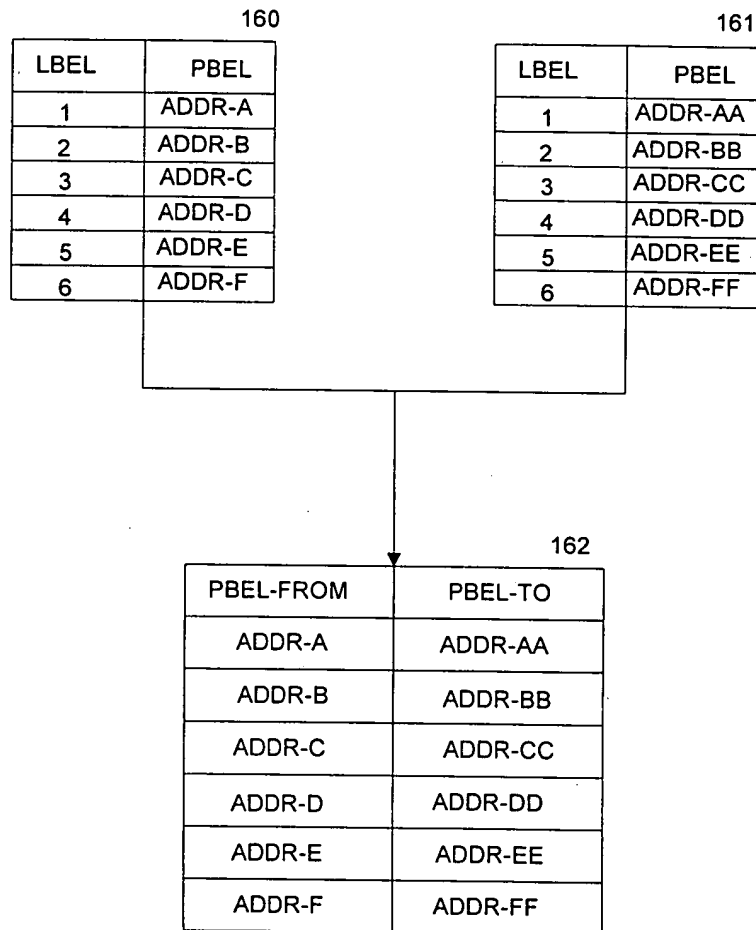 160
LBEL PBEL
1 ADDR-A
2 ADDR-B
3 ADDR-C
4 ADDR-D
5 ADDR-E
6 ADDR-F
161
LBEL PBEL
1 ADDR-AA
2 ADDR-BB
3 ADDR-CC
4 ADDR-DD
5 ADDR-EE
6 ADDR-FF
162
PBEL-FROM PBEL-TO
ADDR-A ADDR-AA
ADDR-B ADDR-BB
ADDR-C ADDR-CC
ADDR-D ADDR-DD
ADDR-E ADDR-EE
ADDR-F ADDR-FF